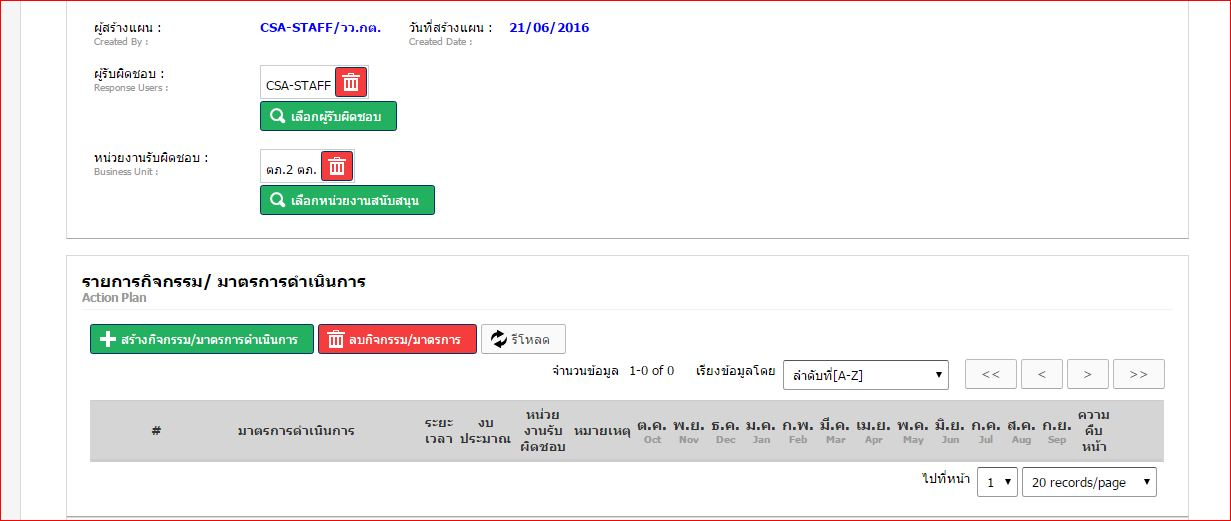 ผู้สร้างแผน : CSA-STAFF/วว.กต. วันที่สร้างแผน : 21/06/2016
Created By : Created Date :
ผู้รับผิดชอบ : CSA-STAFF
Response Users :
เลือกผู้รับผิดชอบ
หน่วยงานรับผิดชอบ : ตภ.2 ตภ.
Business Unit :
เลือกหน่วยงานสนับสนุน
รายการกิจกรรม/ มาตรการดำเนินการ
Action Plan
สร้างกิจกรรม/มาตรการดำเนินการ ลบกิจกรรม/มาตรการ รีโหลด
จำนวนข้อมูล 1-0 of 0 เรียงข้อมูลโดย ลำดับที่[A-Z] << < > >>
# มาตรการดำเนินการ ระยะเวลา งบประมาณ หน่วยงานรับผิดชอบ หมายเหตุ ต.ค. พ.ย. ธ.ค. ม.ค. ก.พ. มี.ค. เม.ย. พ.ค. มิ.ย. ก.ค. ส.ค. ก.ย. ความคืบหน้า
Oct Nov Dec Jan Feb Mar Apr May Jun Jul Aug Sep
ไปที่หน้า 1 20 records/page